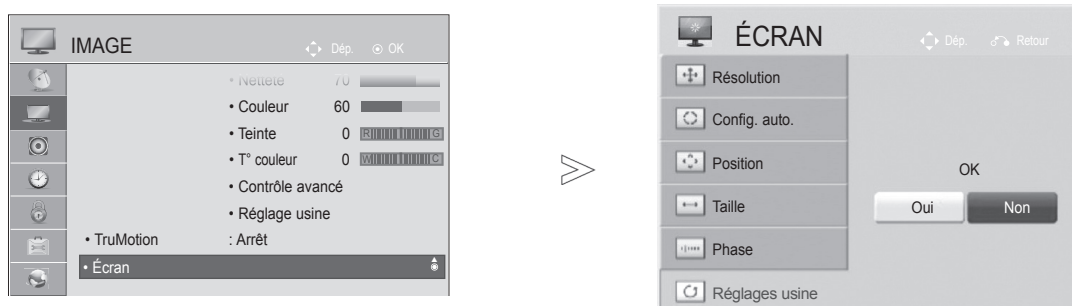 IMAGE
Dép. OK
• Netteté 70
• Couleur 60
• Teinte 0 R G
• T° couleur 0 W C
• Contrôle avancé
• Réglage usine
• TruMotion : Arrêt
• Écran
ÉCRAN
Dép. Retour
Résolution
Config. auto.
Position
Taille
Phase
Réglages usine
OK
Oui Non